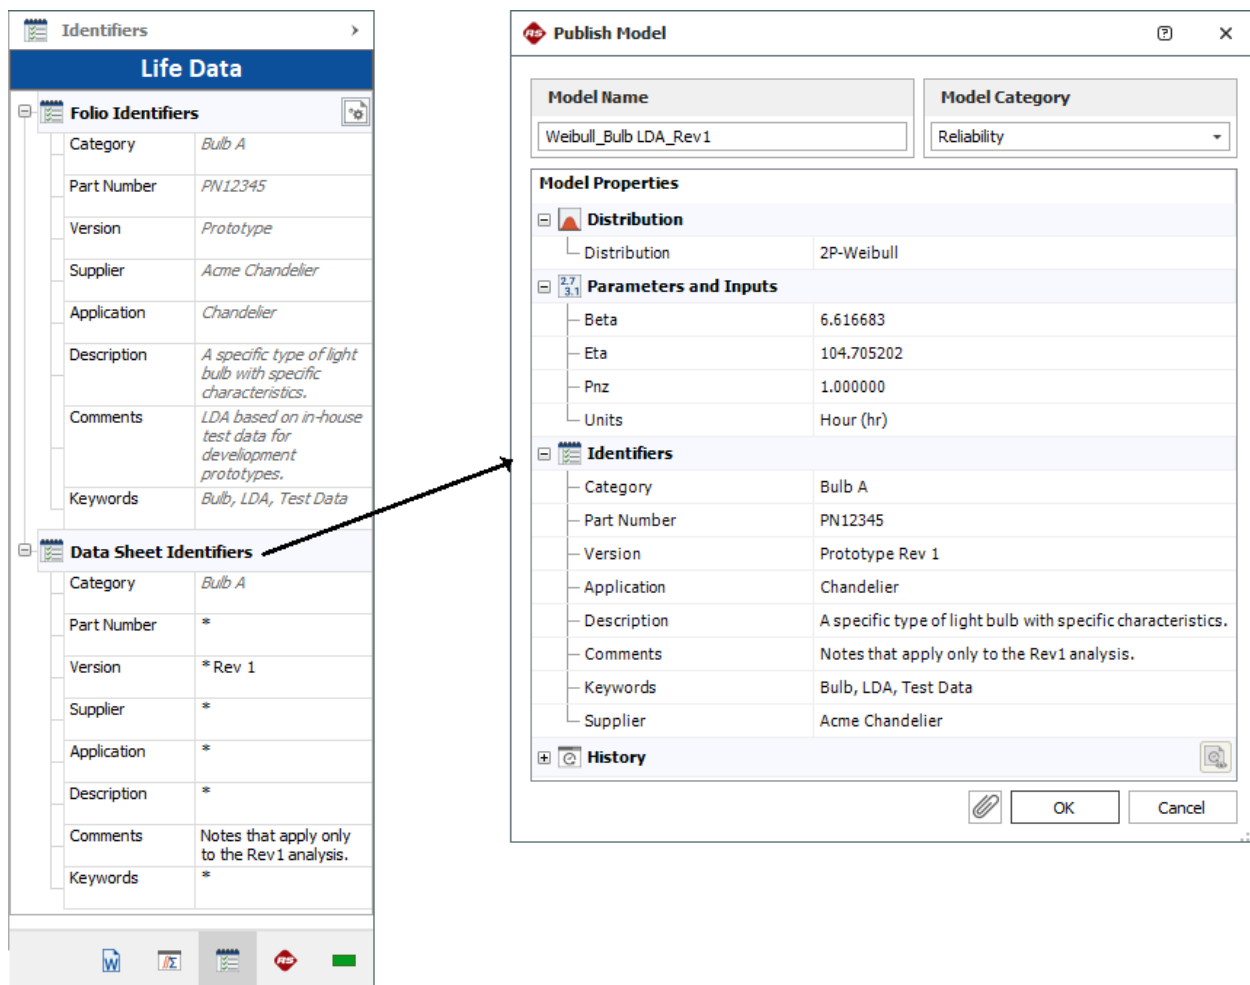 Identifiers
Life Data
Folio Identifiers
Category Bulb A
Part Number PN12345
Version Prototype
Supplier Acme Chandelier
Application Chandelier
Description A specific type of light
bulb with specific
characteristics.
Comments LDA based on in-house
test data for
development
prototypes.
Keywords Bulb, LDA, Test Data
Data Sheet Identifiers
Category Bulb A
Part Number *
Version * Rev 1
Supplier *
Application *
Description *
Comments Notes that apply only
to the Rev1 analysis.
Keywords *
W
Σ
RS
RS Publish Model
?
Model Name
Weibull_Bulb LDA_Rev1
Model Category
Reliability
Model Properties
Distribution
Distribution 2P-Weibull
2.7
3.1
Parameters and Inputs
Beta 6.616683
Eta 104.705202
Pnz 1.000000
Units Hour (hr)
Identifiers
Category Bulb A
Part Number PN12345
Version Prototype Rev 1
Application Chandelier
Description A specific type of light bulb with specific characteristics.
Comments Notes that apply only to the Rev1 analysis.
Keywords Bulb, LDA, Test Data
Supplier Acme Chandelier
History
OK Cancel